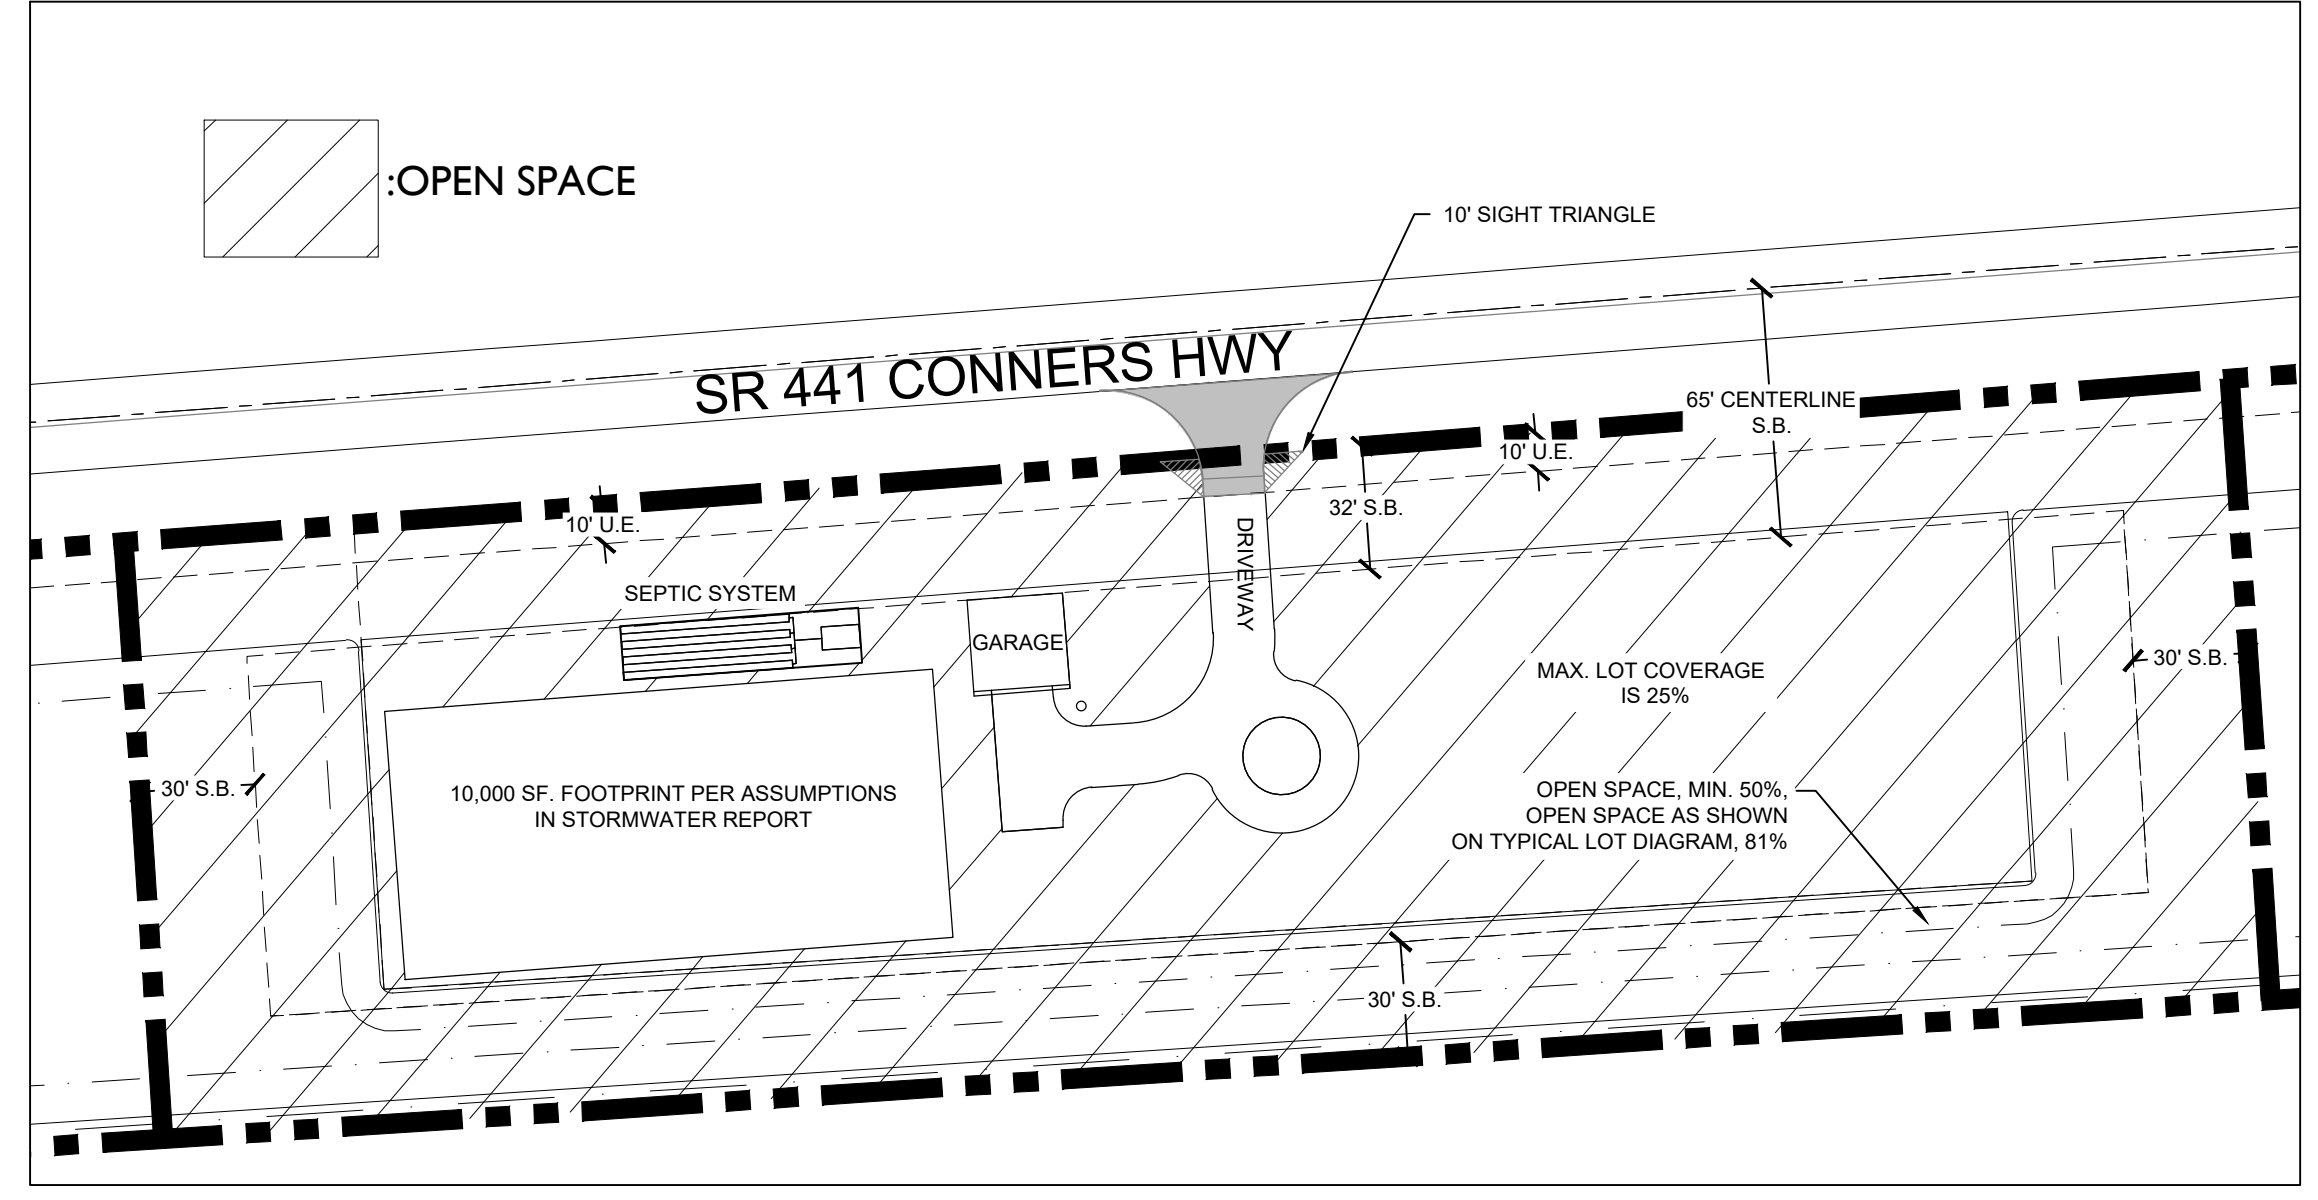 :OPEN SPACE
10' SIGHT TRIANGLE
SR 441 CONNERS HWY
65' CENTERLINE
S.B.
10' U.E.
32' S.B.
10' U.E.
DRIVEWAY
SEPTIC SYSTEM
GARAGE
30' S.B.
MAX. LOT COVERAGE
IS 25%
30' S.B.
10,000 SF. FOOTPRINT PER ASSUMPTIONS
IN STORMWATER REPORT
OPEN SPACE, MIN. 50%,
OPEN SPACE AS SHOWN
ON TYPICAL LOT DIAGRAM, 81%
30' S.B.